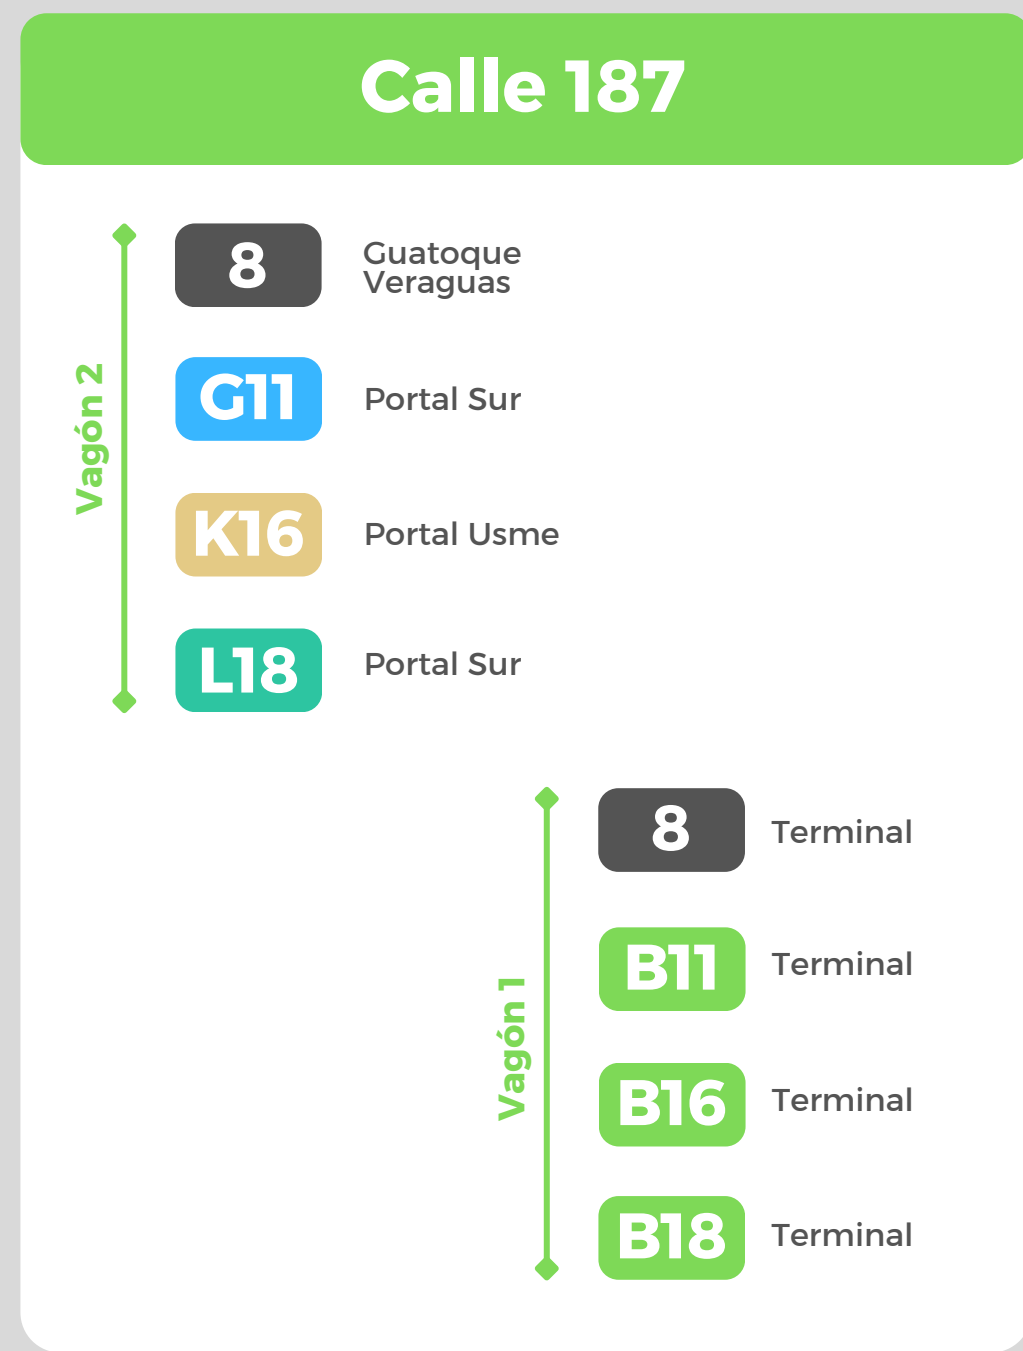 Calle 187
Vagón 2
8
Guatoque
Veraguas
G11
Portal Sur
K16
Portal Usme
L18
Portal Sur
Vagón 1
8
Terminal
B11
Terminal
B16
Terminal
B18
Terminal